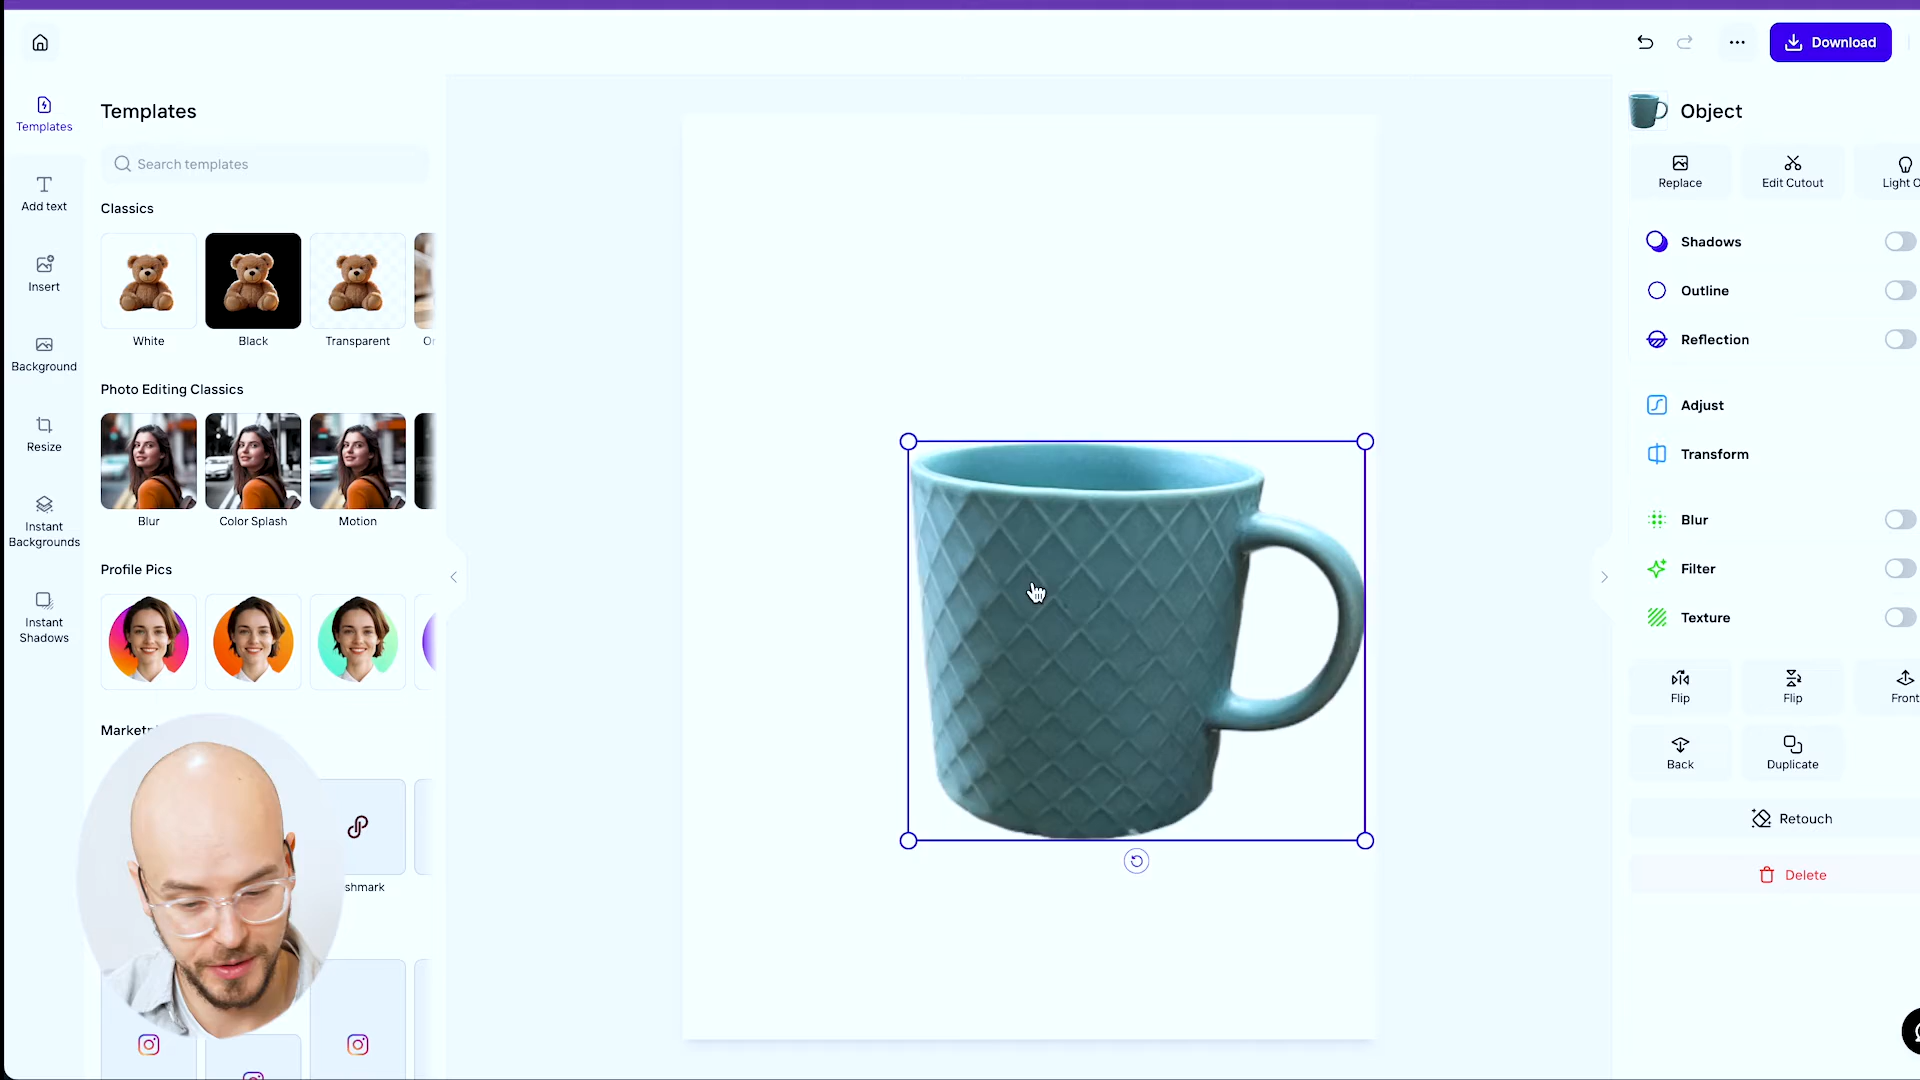 Download
Templates
Add text
Insert
Background
Resize
Instant
Backgrounds
Instant
Shadows
Templates
Search templates
Classics
White
Black
Transparent
Photo Editing Classics
Blur
Color Splash
Motion
Profile Pics
shmark
Object
Replace
Edit Cutout
Light
Shadows
Outline
Reflection
Adjust
Transform
Blur
Filter
Texture
Flip
Flip
Front
Back
Duplicate
Retouch
Delete